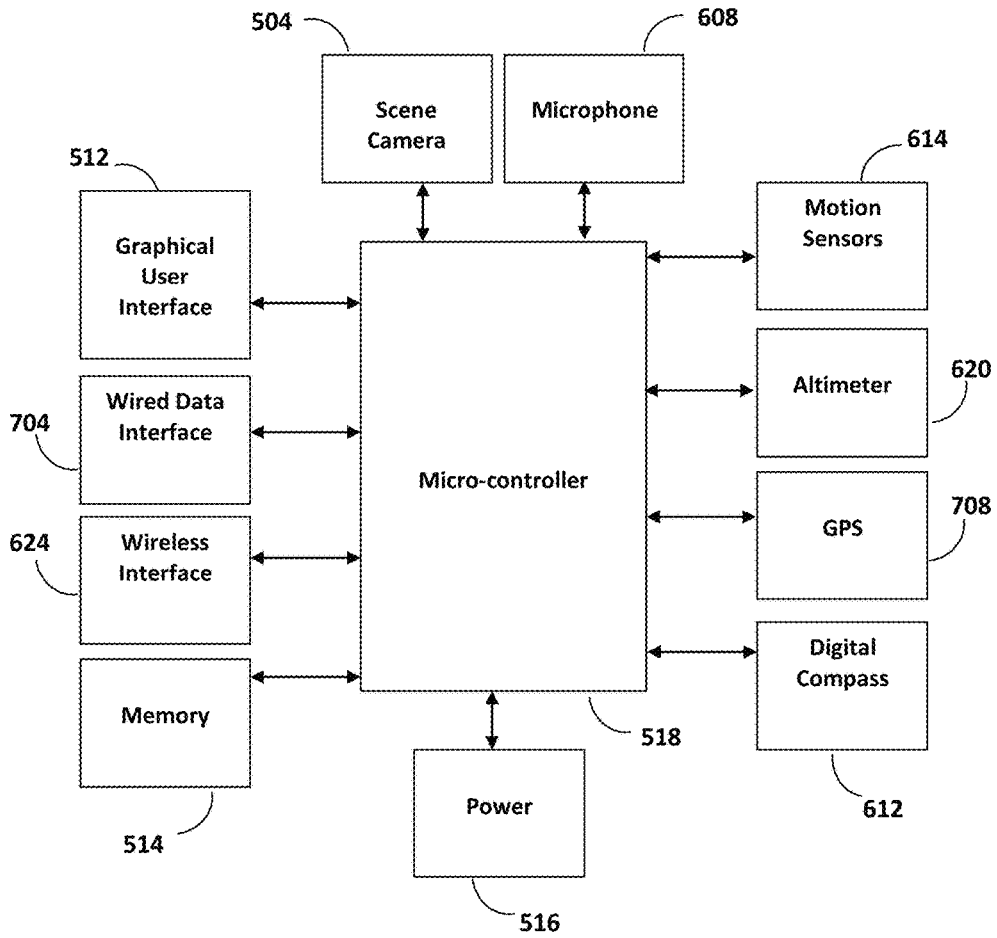 504
608
Scene
Camera
Microphone
512
614
Graphical
User
Interface
Motion
Sensors
704
Wired Data
Interface
Altimeter
620
Micro-controller
624
Wireless
Interface
GPS
708
Memory
Digital
Compass
514
518
612
Power
516